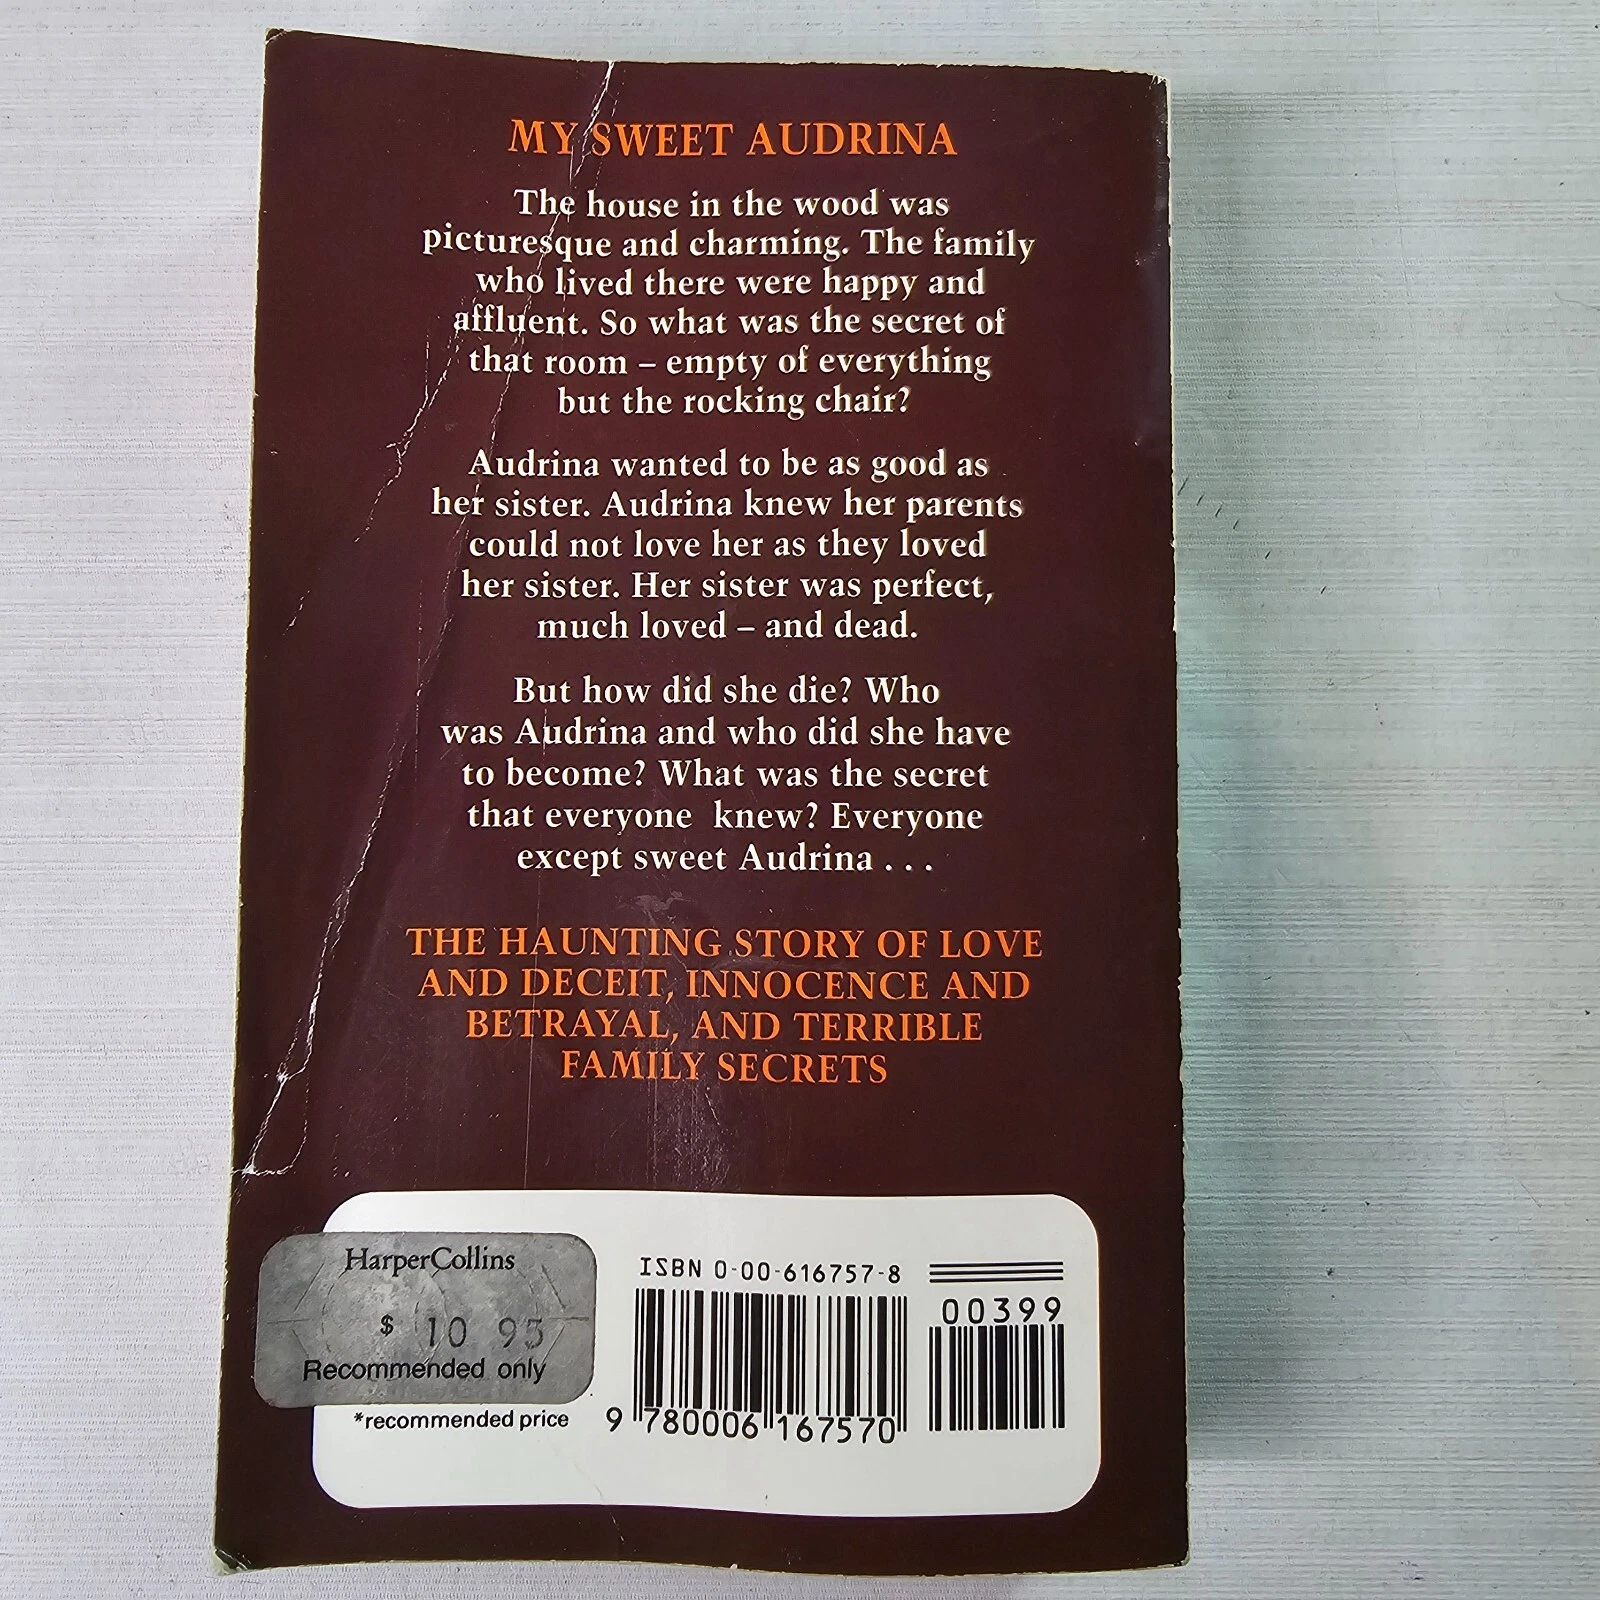 MY SWEET AUDRINA
The house in the wood was
picturesque and charming. The family
who lived there were happy and
affluent. So what was the secret of
that room – empty of everything
but the rocking chair?
Audrina wanted to be as good as
her sister. Audrina knew her parents
could not love her as they loved
her sister. Her sister was perfect,
much loved – and dead.
But how did she die? Who
was Audrina and who did she have
to become? What was the secret
that everyone knew? Everyone
except sweet Audrina . . .
THE HAUNTING STORY OF LOVE
AND DECEIT, INNOCENCE AND
BETRAYAL, AND TERRIBLE
FAMILY SECRETS
HarperCollins
$ 10 95
Recommended only
*recommended price
ISBN 0-00-616757-8
00399
9 780006 167570